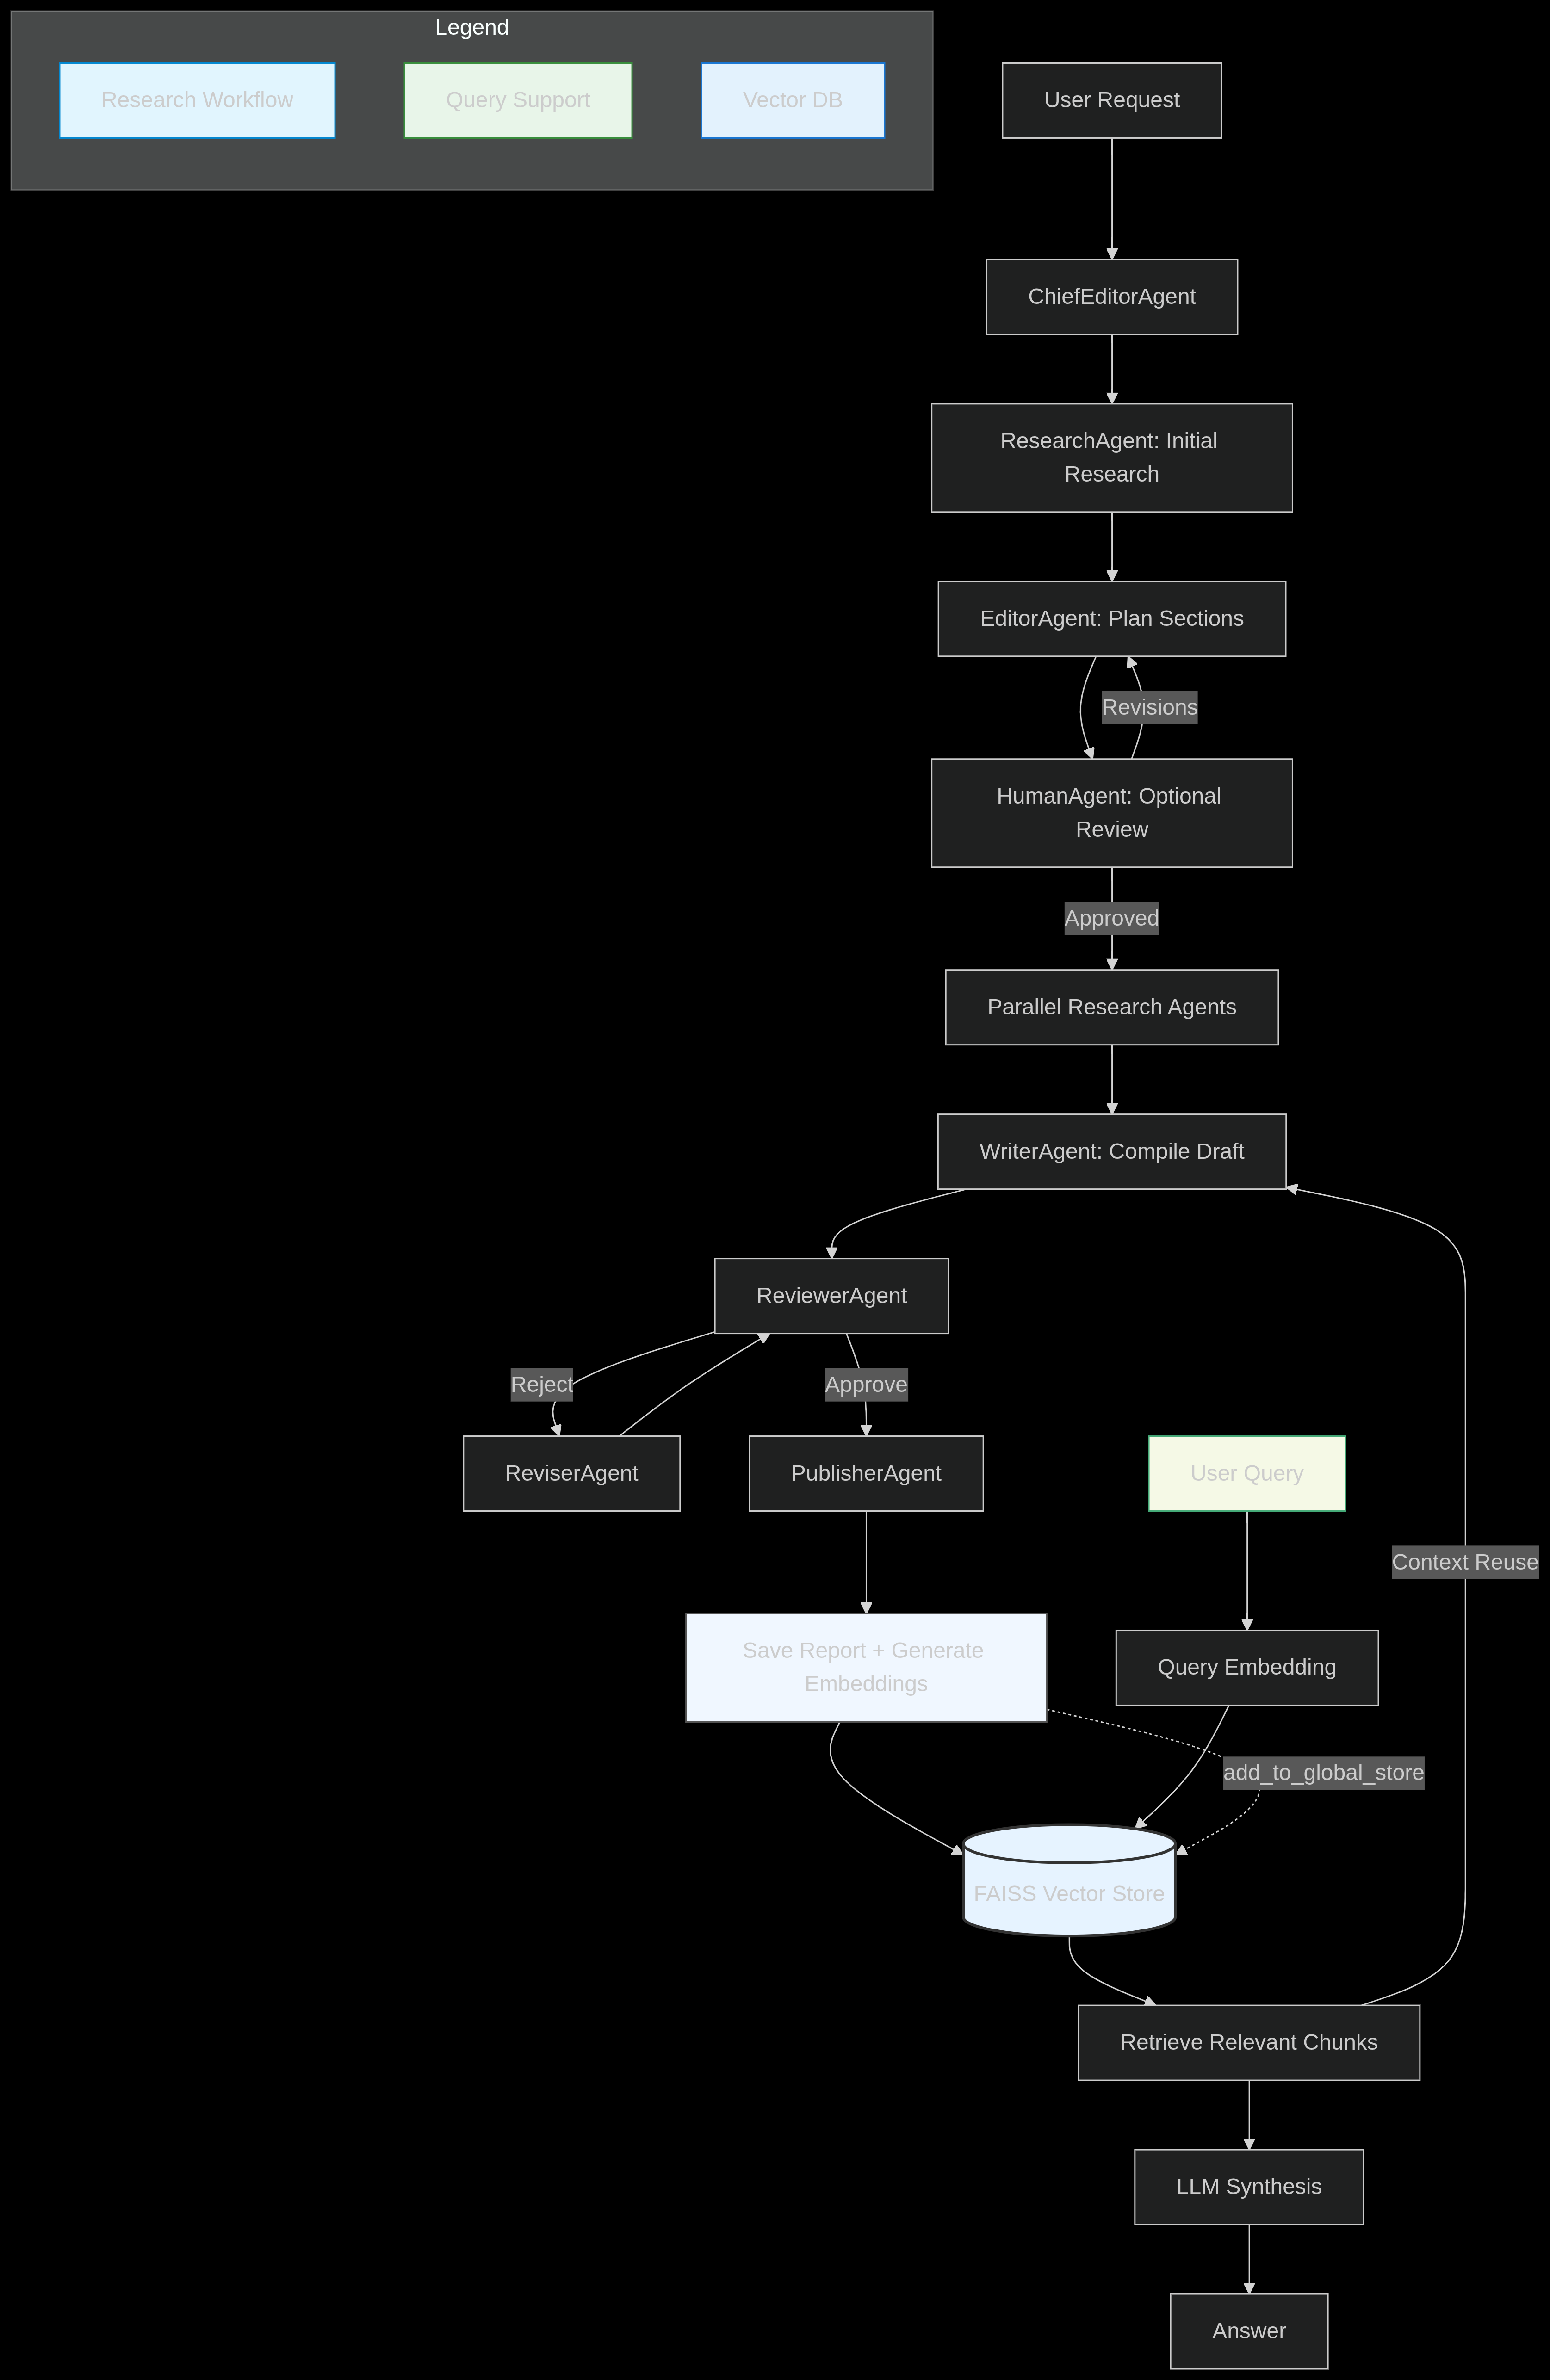 Legend
Research Workflow
Query Support
Vector DB
User Request
ChiefEditorAgent
ResearchAgent: Initial
Research
EditorAgent: Plan Sections
Revisions
HumanAgent: Optional
Review
Approved
Parallel Research Agents
WriterAgent: Compile Draft
ReviewerAgent
Reject
Approve
ReviserAgent
PublisherAgent
User Query
Context Reuse
Save Report + Generate
Embeddings
Query Embedding
add_to_global_store
FAISS Vector Store
Retrieve Relevant Chunks
LLM Synthesis
Answer